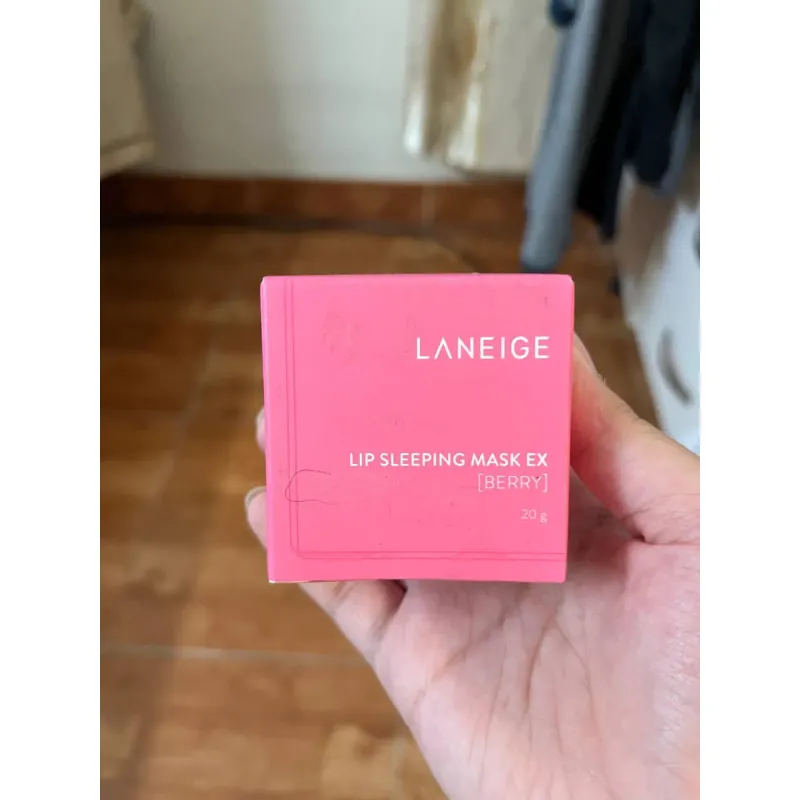 LANEIGE
LIP SLEEPING MASK EX
[BERRY]
20 g